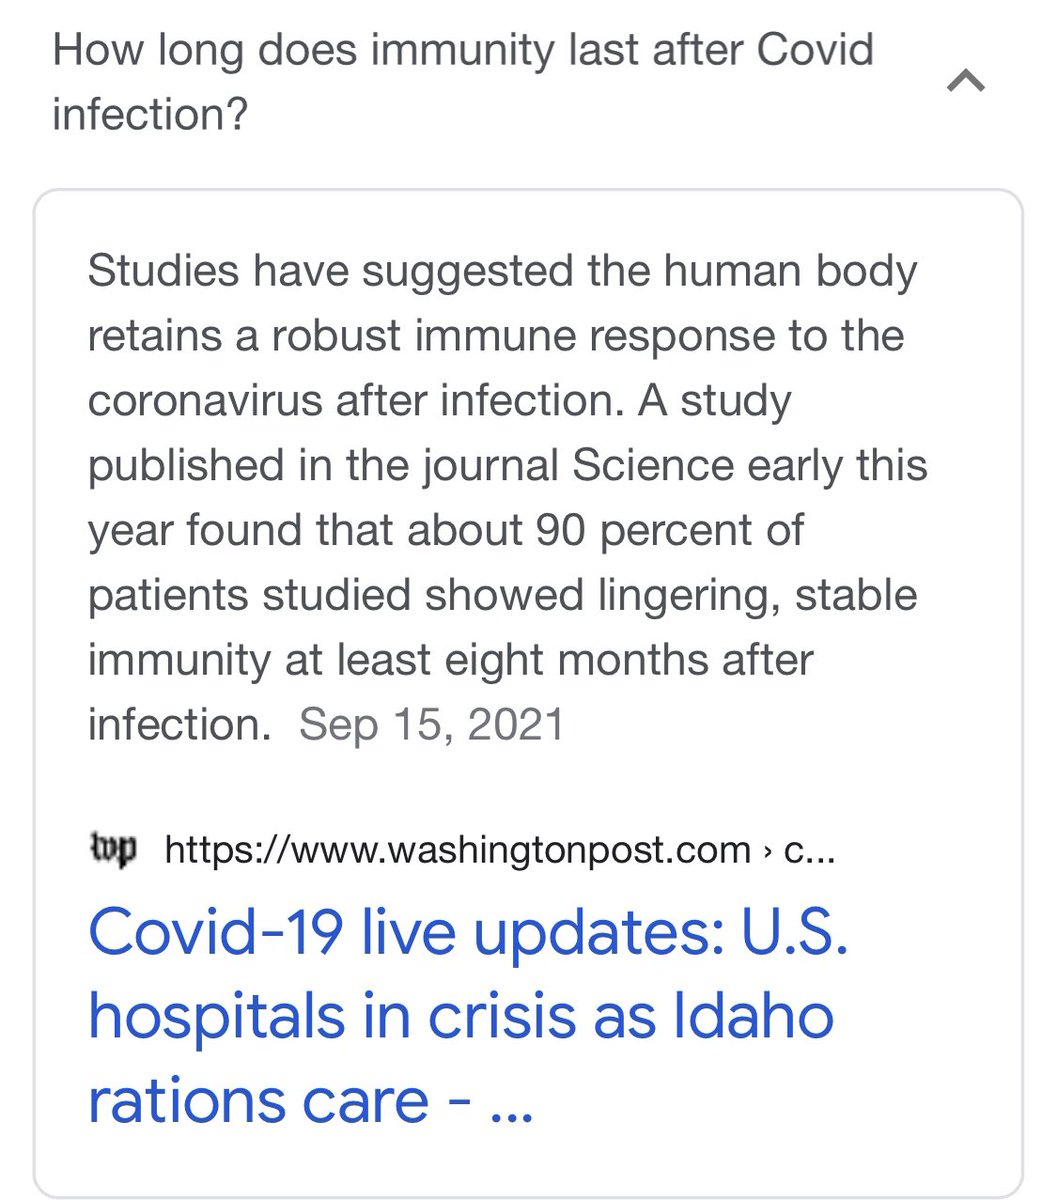 How long does immunity last after Covid
infection?
Studies have suggested the human body
retains a robust immune response to the
coronavirus after infection. A study
published in the journal Science early this
year found that about 90 percent of
patients studied showed lingering, stable
immunity at least eight months after
infection. Sep 15, 2021
wp https://www.washingtonpost.com › c...
Covid-19 live updates: U.S.
hospitals in crisis as Idaho
rations care - ...